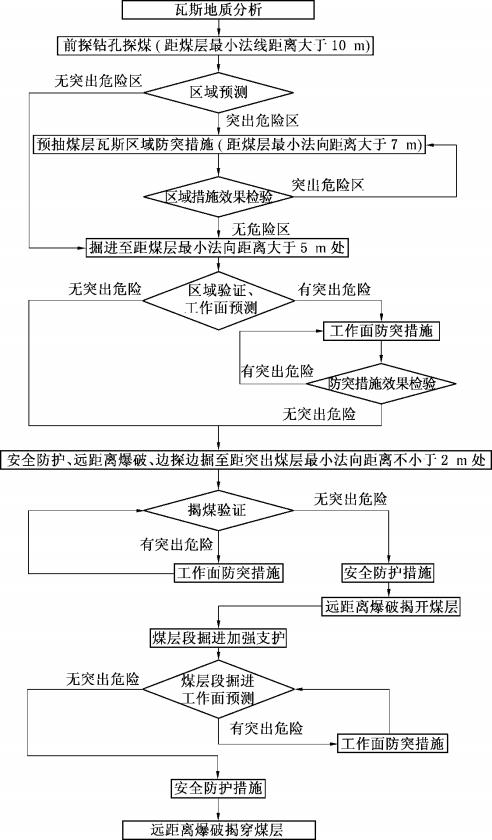 瓦斯地质分析
前探钻孔探煤(距煤层最小法线距离大于10 m)
无突出危险区
区域预测
突出危险区
预抽煤层瓦斯区域防突措施(距煤层最小法向距离大于7 m)
区域措施效果检验
突出危险区
无危险区
掘进至距煤层最小法向距离大于5 m处
无突出危险
区域验证、
工作面预测
有突出危险
工作面防突措施
有突出危险
防突措施效果检验
无突出危险
安全防护、远距离爆破、边探边掘至距突出煤层最小法向距离不小于2 m处
揭煤验证
无突出危险
有突出危险
工作面防突措施
安全防护措施
远距离爆破揭开煤层
煤层段掘进加强支护
无突出危险
煤层段掘进
工作面预测
有突出危险
工作面防突措施
安全防护措施
远距离爆破揭穿煤层